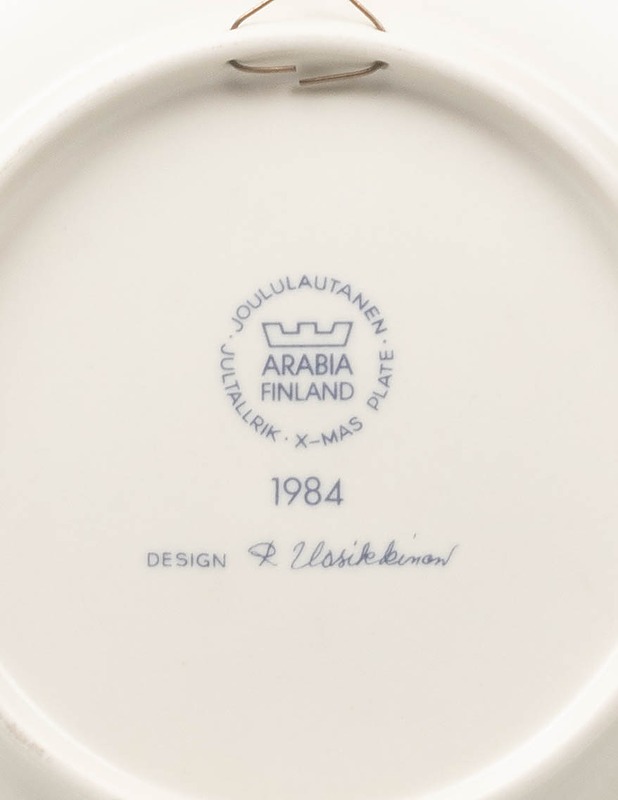 JOULULAUTANEN · X-MAS PLATE · JULTALLRIK ·
ARABIA
FINLAND
1984
DESIGN R Uosikkinen